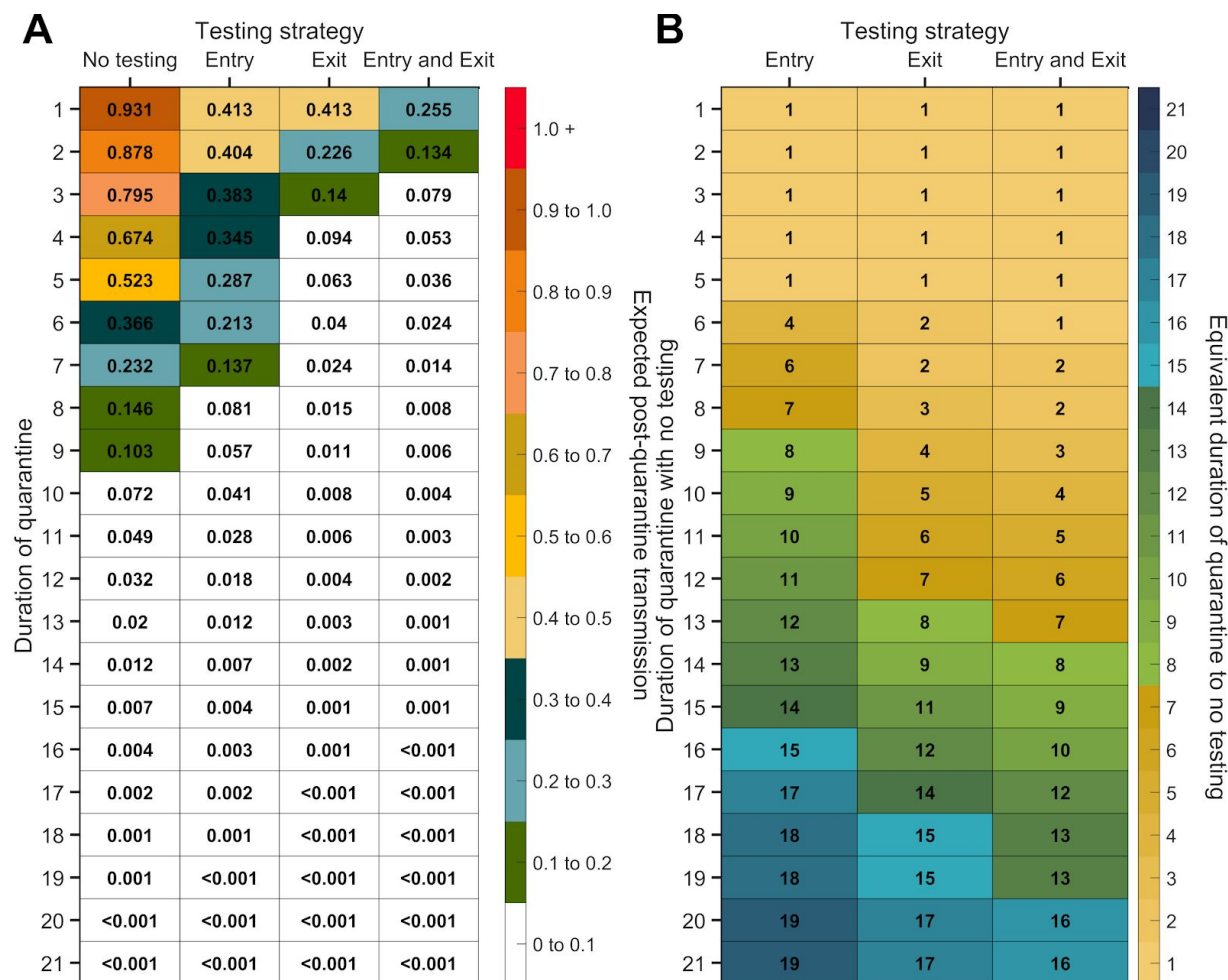 A
Testing strategy
No testing Entry Exit Entry and Exit
Duration of quarantine
1 0.931 0.413 0.413 0.255
2 0.878 0.404 0.226 0.134
3 0.795 0.383 0.14 0.079
4 0.674 0.345 0.094 0.053
5 0.523 0.287 0.063 0.036
6 0.366 0.213 0.04 0.024
7 0.232 0.137 0.024 0.014
8 0.146 0.081 0.015 0.008
9 0.103 0.057 0.011 0.006
10 0.072 0.041 0.008 0.004
11 0.049 0.028 0.006 0.003
12 0.032 0.018 0.004 0.002
13 0.02 0.012 0.003 0.001
14 0.012 0.007 0.002 0.001
15 0.007 0.004 0.001 0.001
16 0.004 0.003 0.001 <0.001
17 0.002 0.002 <0.001 <0.001
18 0.001 0.001 <0.001 <0.001
19 0.001 <0.001 <0.001 <0.001
20 <0.001 <0.001 <0.001 <0.001
21 <0.001 <0.001 <0.001 <0.001
1.0 +
0.9 to 1.0
0.8 to 0.9
0.7 to 0.8
0.6 to 0.7
0.5 to 0.6
0.4 to 0.5
0.3 to 0.4
0.2 to 0.3
0.1 to 0.2
0 to 0.1
Expected post-quarantine transmisision
B
Testing strategy
Entry Exit Entry and Exit
Duration of quarantine with no testing
1 1 1 1
2 1 1 1
3 1 1 1
4 1 1 1
5 1 1 1
6 4 2 1
7 6 2 2
8 7 3 2
9 8 4 3
10 9 5 4
11 10 6 5
12 11 7 6
13 12 8 7
14 13 9 8
15 14 11 9
16 15 12 10
17 17 14 12
18 18 15 13
19 18 15 13
20 19 17 16
21 19 17 16
21
20
19
18
17
16
15
14
13
12
11
10
9
8
7
6
5
4
3
2
1
Equivalent duration of quarantine to no testing